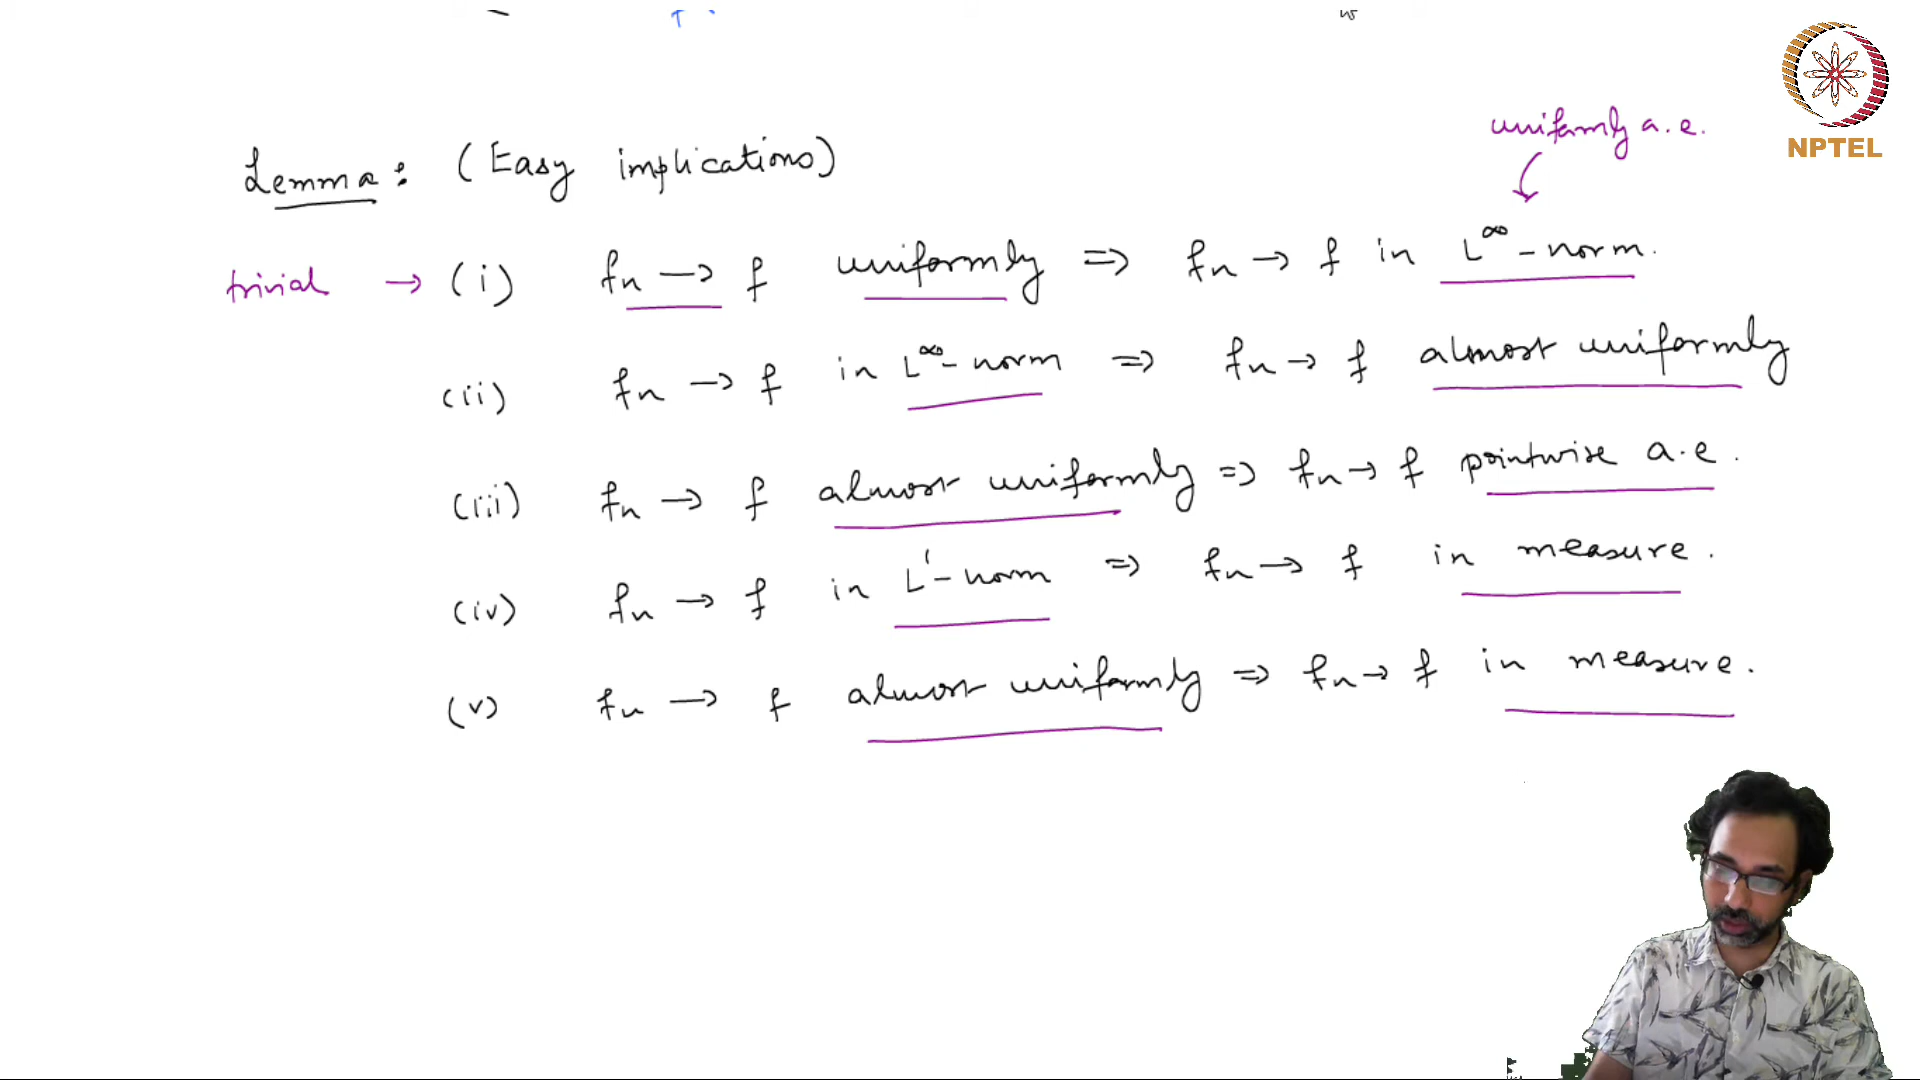 uniformly a.e.
NPTEL
Lemma: (Easy implications)
trivial → (i) fn → f uniformly ⇒ fn → f in L^∞-norm.
(ii) fn → f in L^∞-norm ⇒ fn → f almost uniformly
(iii) fn → f almost uniformly ⇒ fn → f pointwise a.e.
(iv) fn → f in L^1-norm ⇒ fn → f in measure.
(v) fn → f almost uniformly ⇒ fn → f in measure.